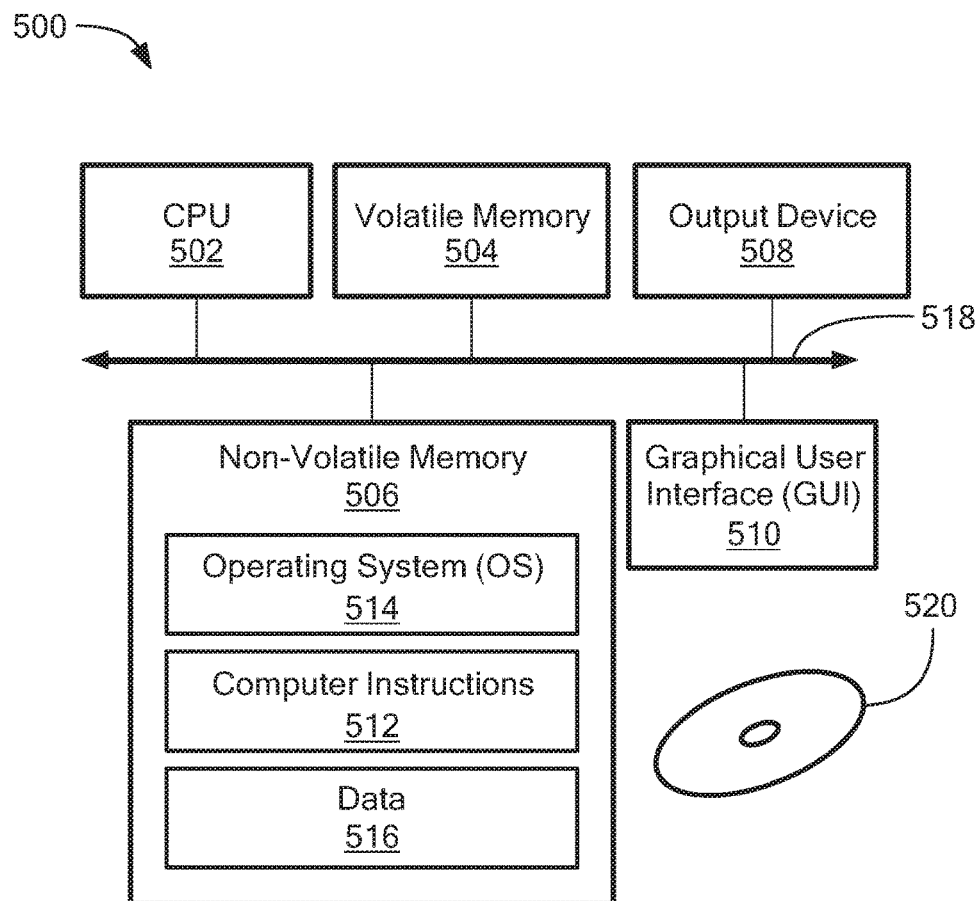 500
CPU
502
Volatile Memory
504
Output Device
508
518
Non-Volatile Memory
506
Graphical User
Interface (GUI)
510
Operating System (OS)
514
Computer Instructions
512
Data
516
520